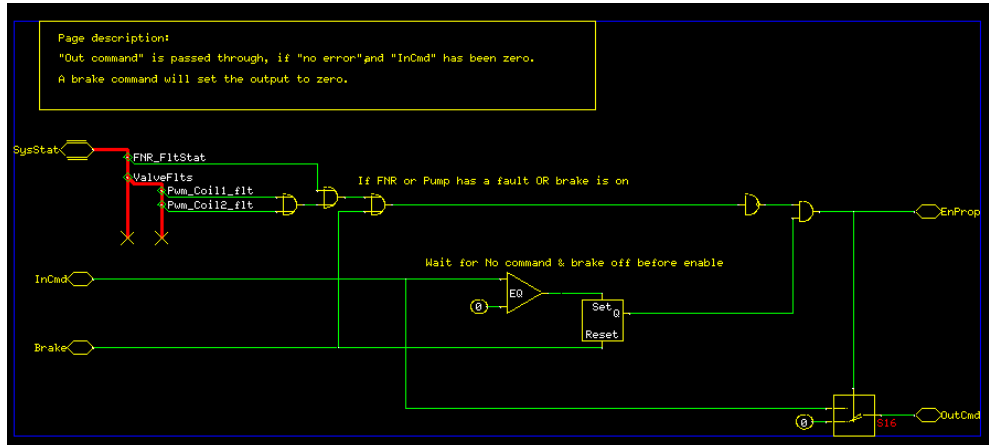 Page description:
"Out command" is passed through, if "no error",and "InCmd" has been zero.
A brake command will set the output to zero.
SysStat
FNR_FltStat
ValveFlts
Pwm_Coil1_flt
Pwm_Coil2_flt
If FNR or Pump has a fault OR brake is on
EnProp
Wait for No command & brake off before enable
InCmd
EQ
0
Set
Q
Reset
Brake
0
S16
OutCmd